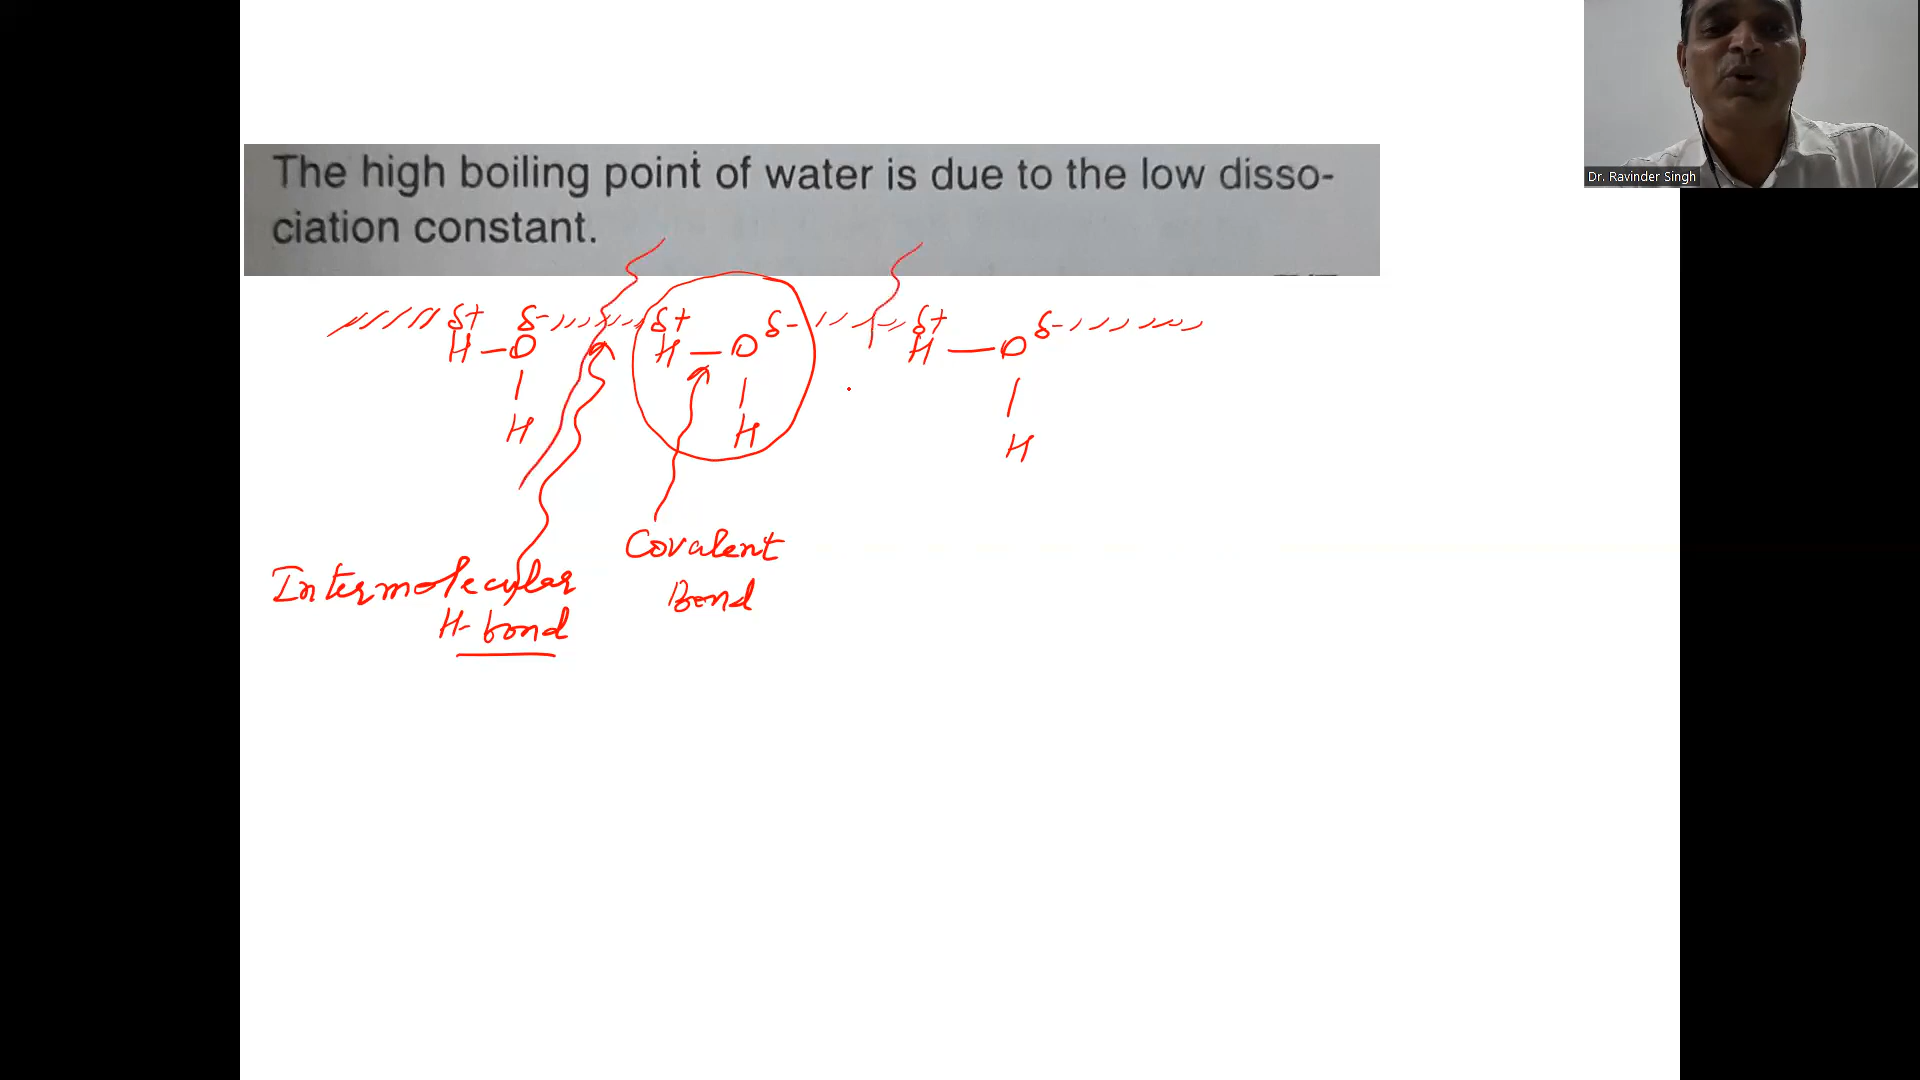 Dr. Ravinder Singh
The high boiling point of water is due to the low disso-
ciation constant.
δ+ δ- δ+ δ- δ+ δ-
H – O H – O H – O
H H H
Covalent
Bond
Intermolecular
H-bond